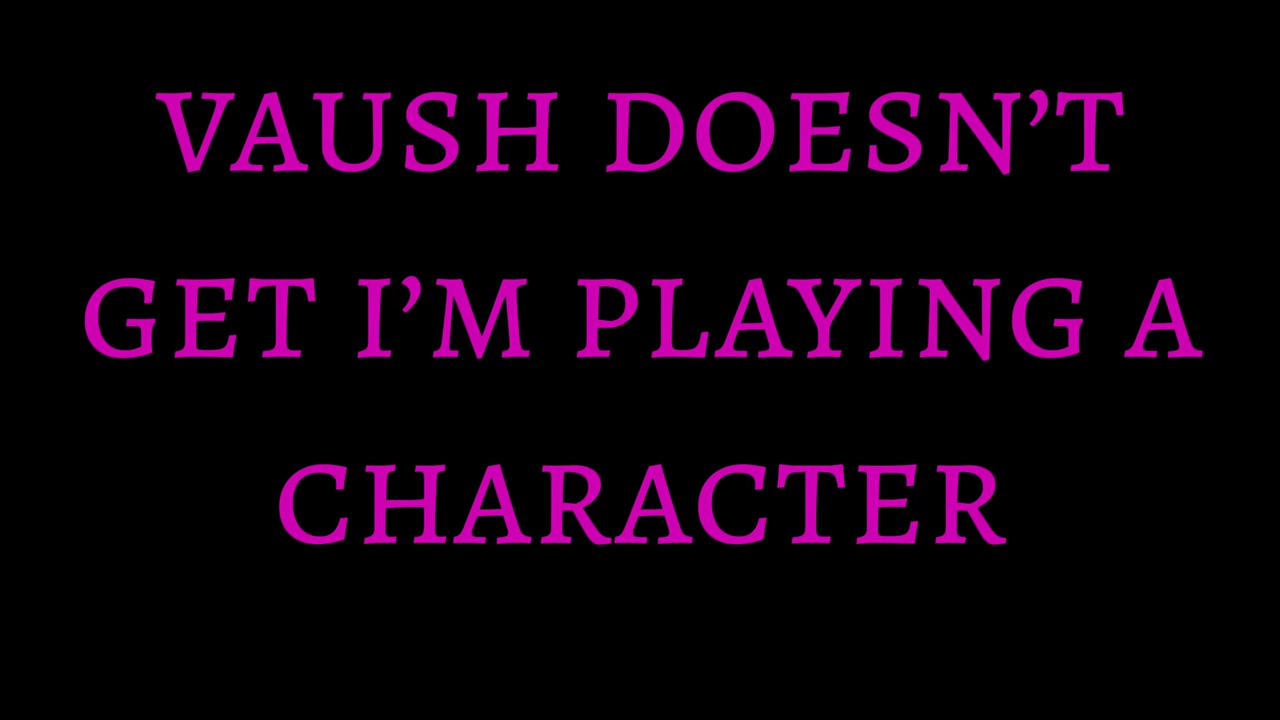 VAUSH DOESN’T
GET I’M PLAYING A
CHARACTER